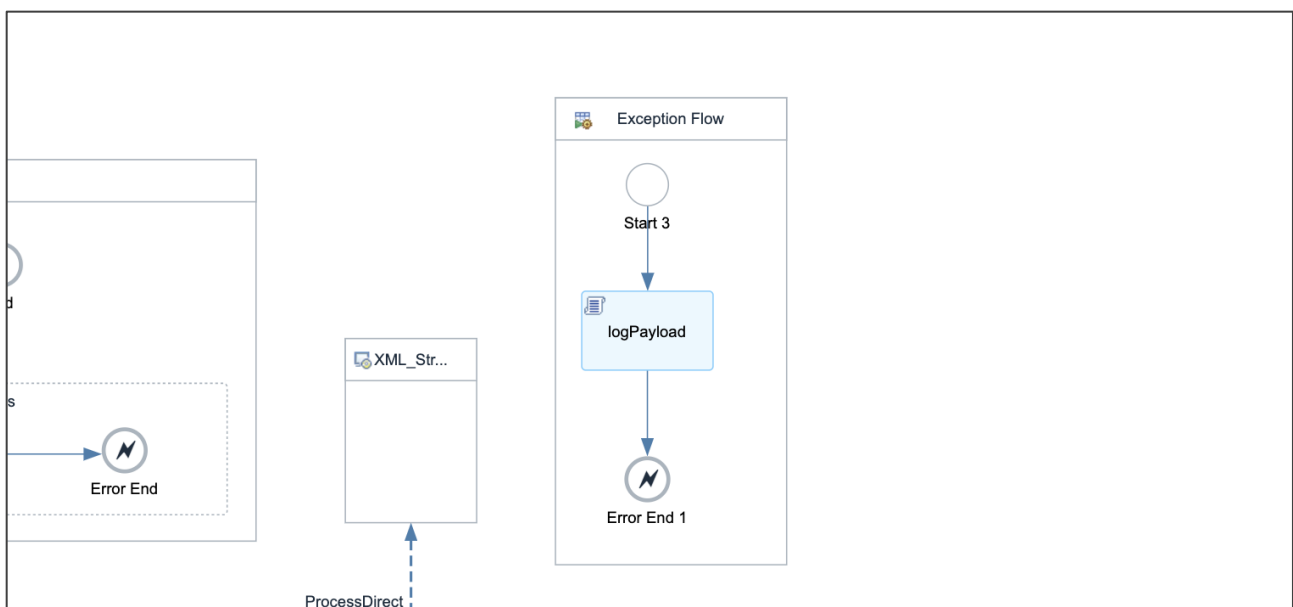 Exception Flow
Start 3
logPayload
XML_Str...
Error End
Error End 1
ProcessDirect